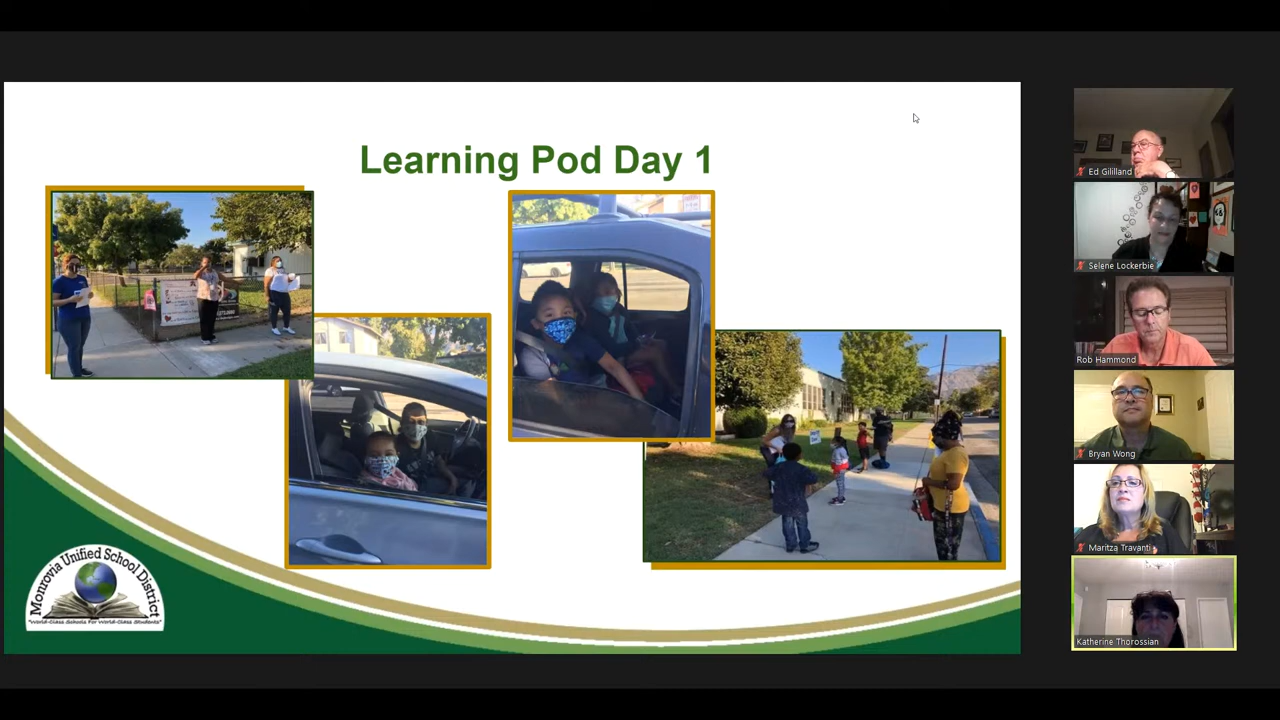 Learning Pod Day 1
Monrovia Unified School District
"World-Class Schools For World-Class Students"
Ed Gililland
Selene Lockerbie
Rob Hammond
Bryan Wong
Maritza Travanti
Katherine Thorossian